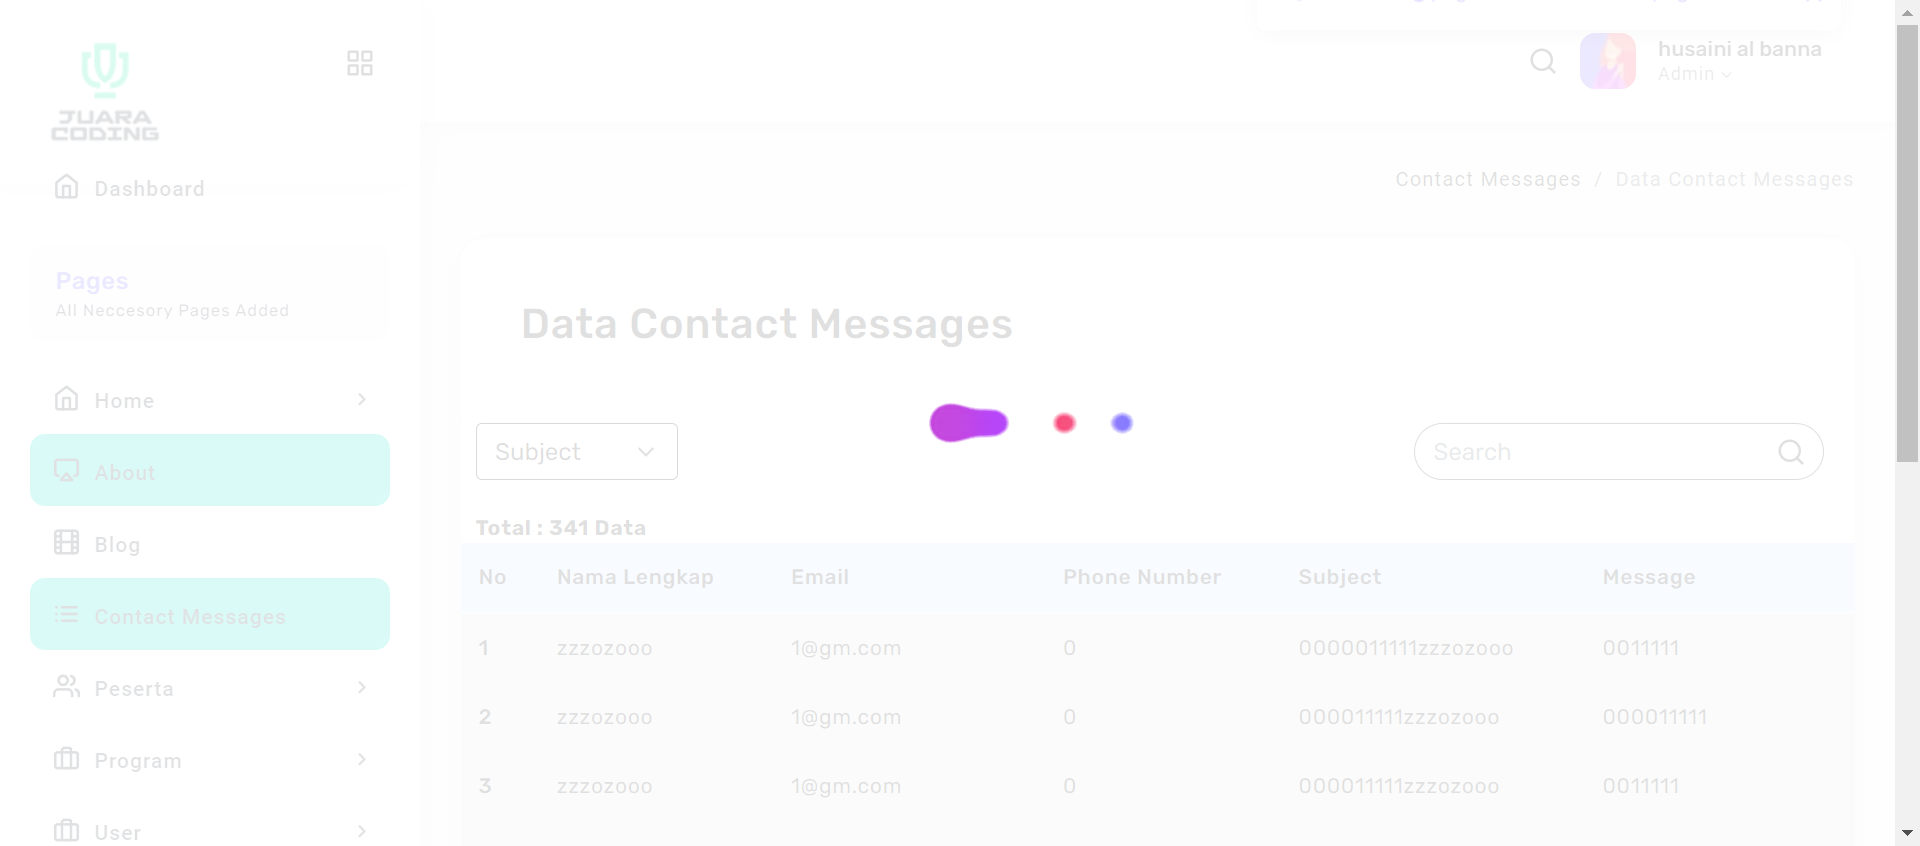 JUARA
CODING
husaini al banna
Admin
Dashboard
Contact Messages / Data Contact Messages
Pages
All Neccesory Pages Added
Data Contact Messages
Home
Subject
Search
About
Total : 341 Data
Blog
No Nama Lengkap Email Phone Number Subject Message
Contact Messages
1 zzzozooo 1@gm.com 0 0000011111zzzozooo 0011111
Peserta
2 zzzozooo 1@gm.com 0 000011111zzzozooo 000011111
Program
3 zzzozooo 1@gm.com 0 000011111zzzozooo 0011111
User